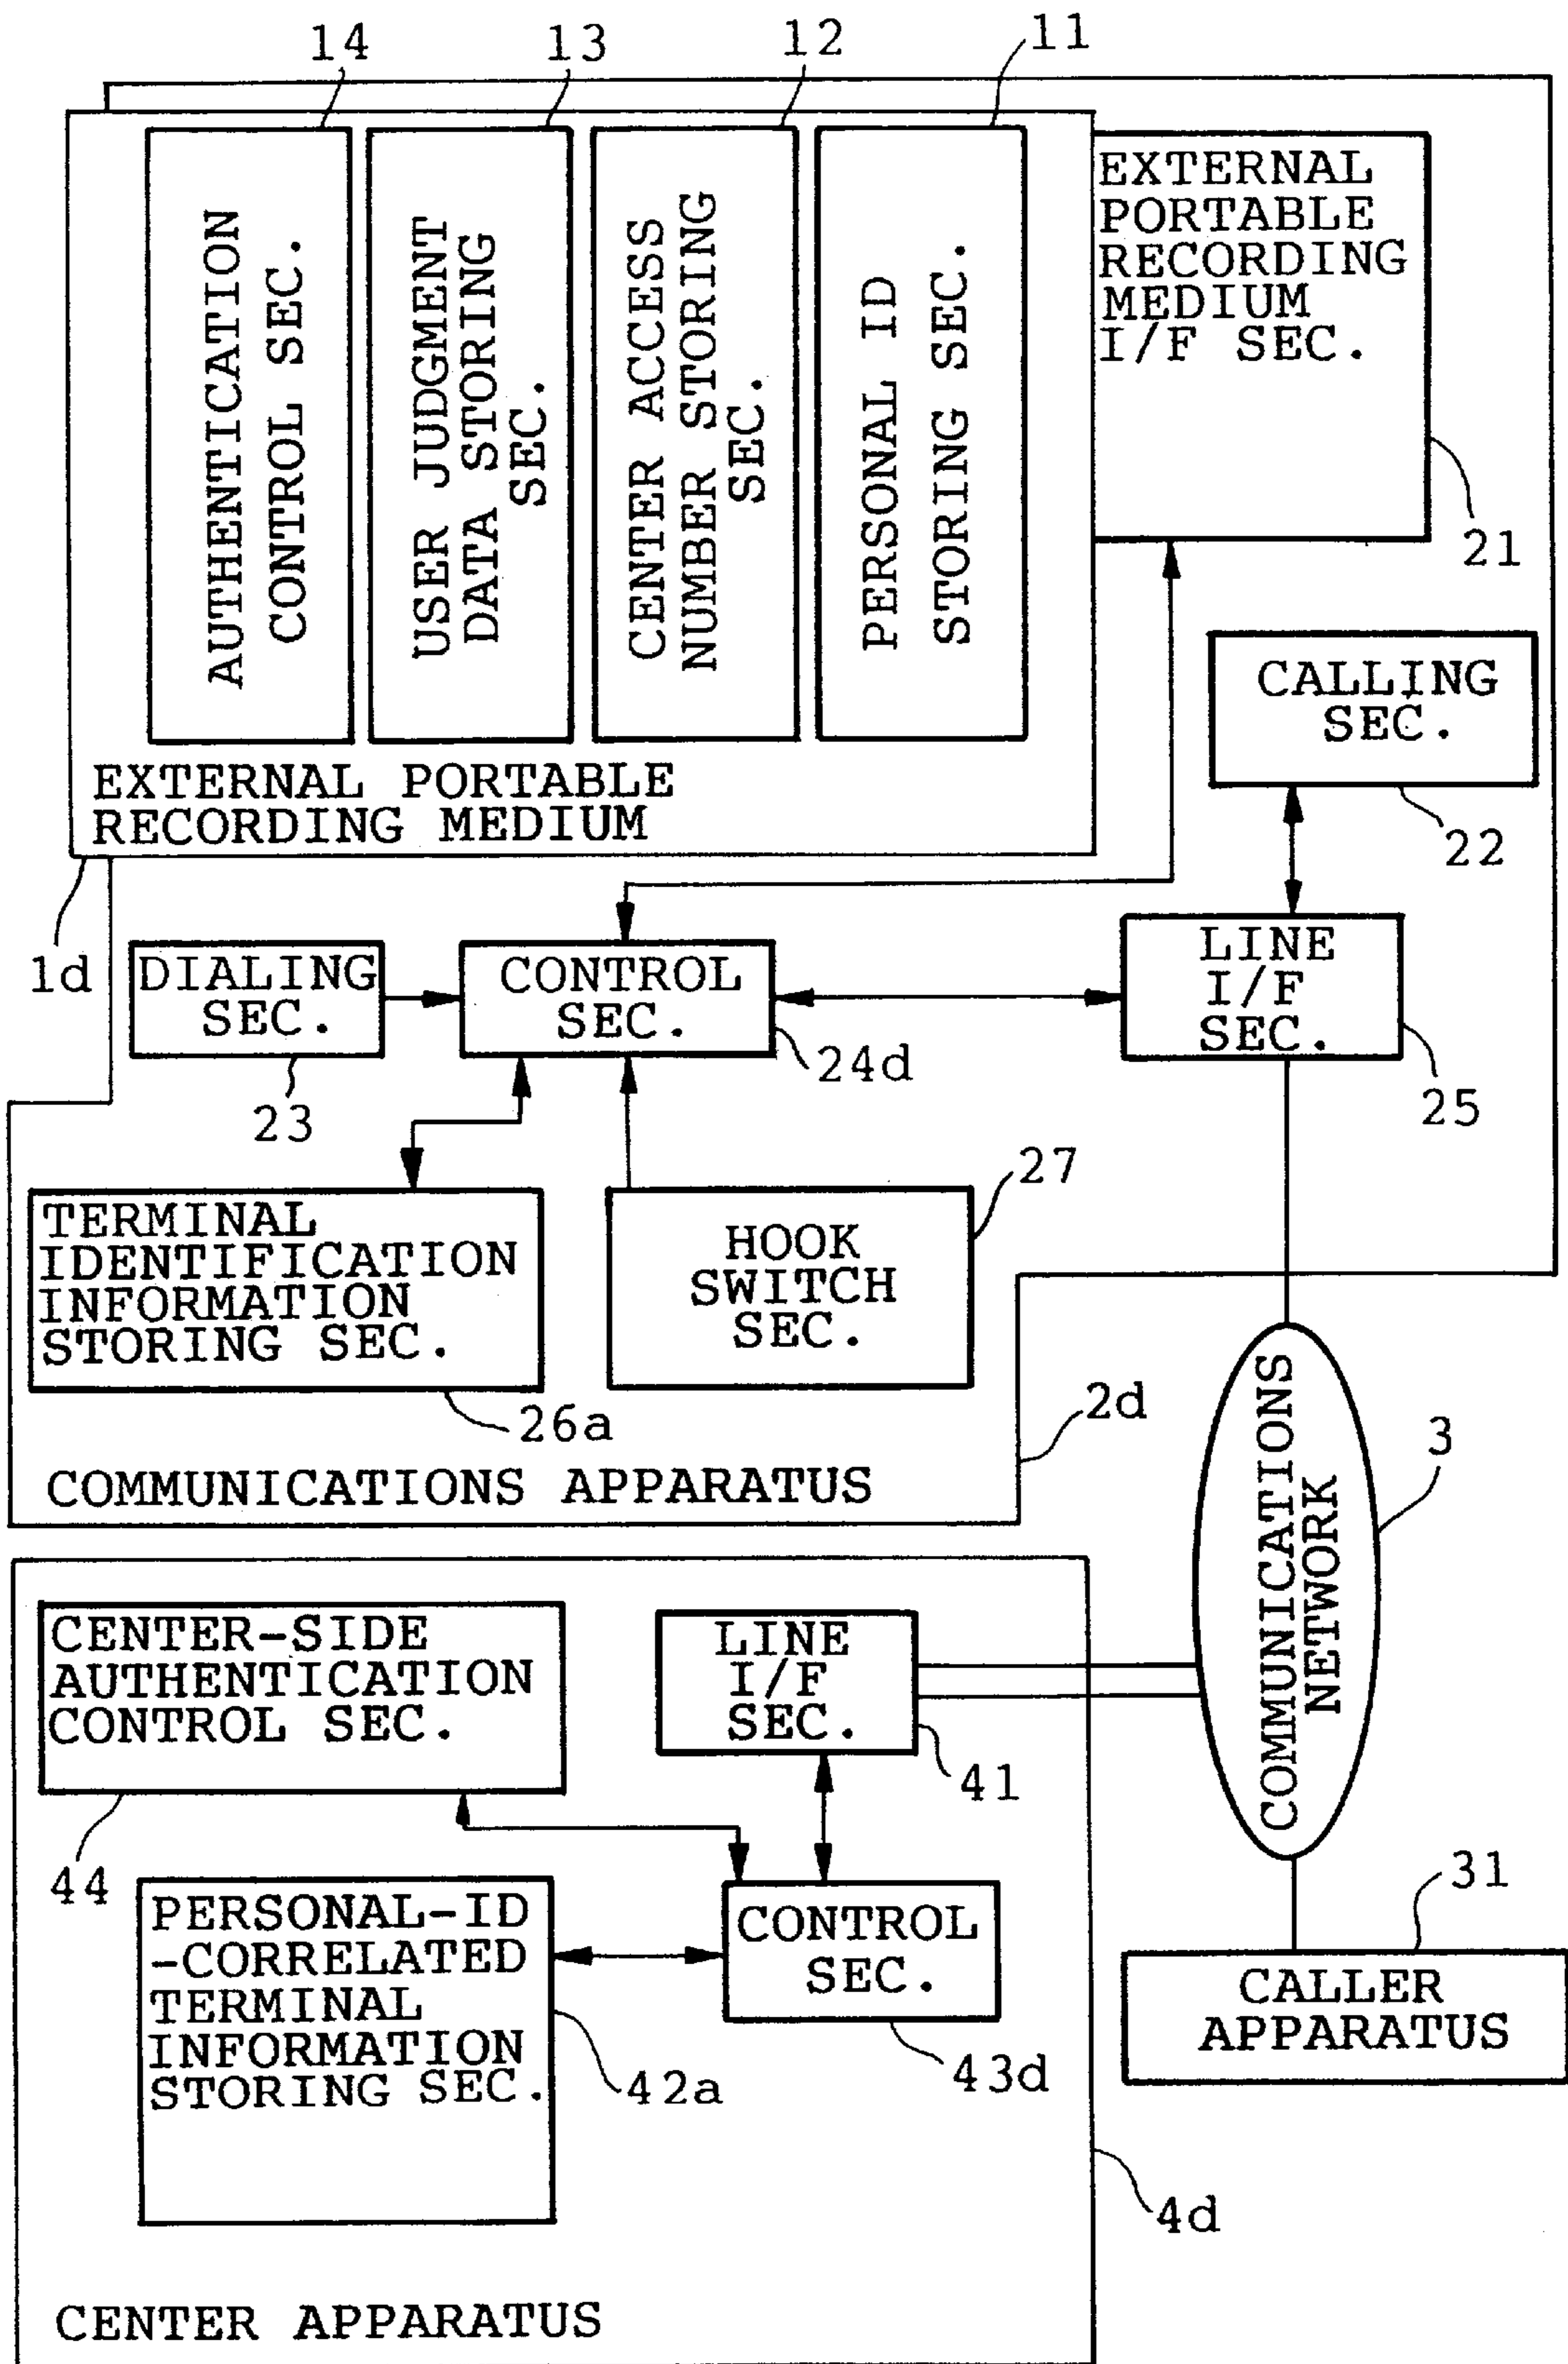 14
13
12
11
AUTHENTICATION
CONTROL SEC.
USER JUDGMENT
DATA STORING
SEC.
CENTER ACCESS
NUMBER STORING
SEC.
PERSONAL ID
STORING SEC.
EXTERNAL
PORTABLE
RECORDING
MEDIUM
I/F SEC.
21
EXTERNAL PORTABLE
RECORDING MEDIUM
1d
CALLING
SEC.
22
DIALING
SEC.
23
CONTROL
SEC.
24d
LINE
I/F
SEC.
25
TERMINAL
IDENTIFICATION
INFORMATION
STORING SEC.
26a
HOOK
SWITCH
SEC.
27
COMMUNICATIONS APPARATUS
2d
COMMUNICATIONS
NETWORK
3
CENTER-SIDE
AUTHENTICATION
CONTROL SEC.
44
LINE
I/F
SEC.
41
PERSONAL-ID
-CORRELATED
TERMINAL
INFORMATION
STORING SEC.
42a
CONTROL
SEC.
43d
31
CALLER
APPARATUS
4d
CENTER APPARATUS